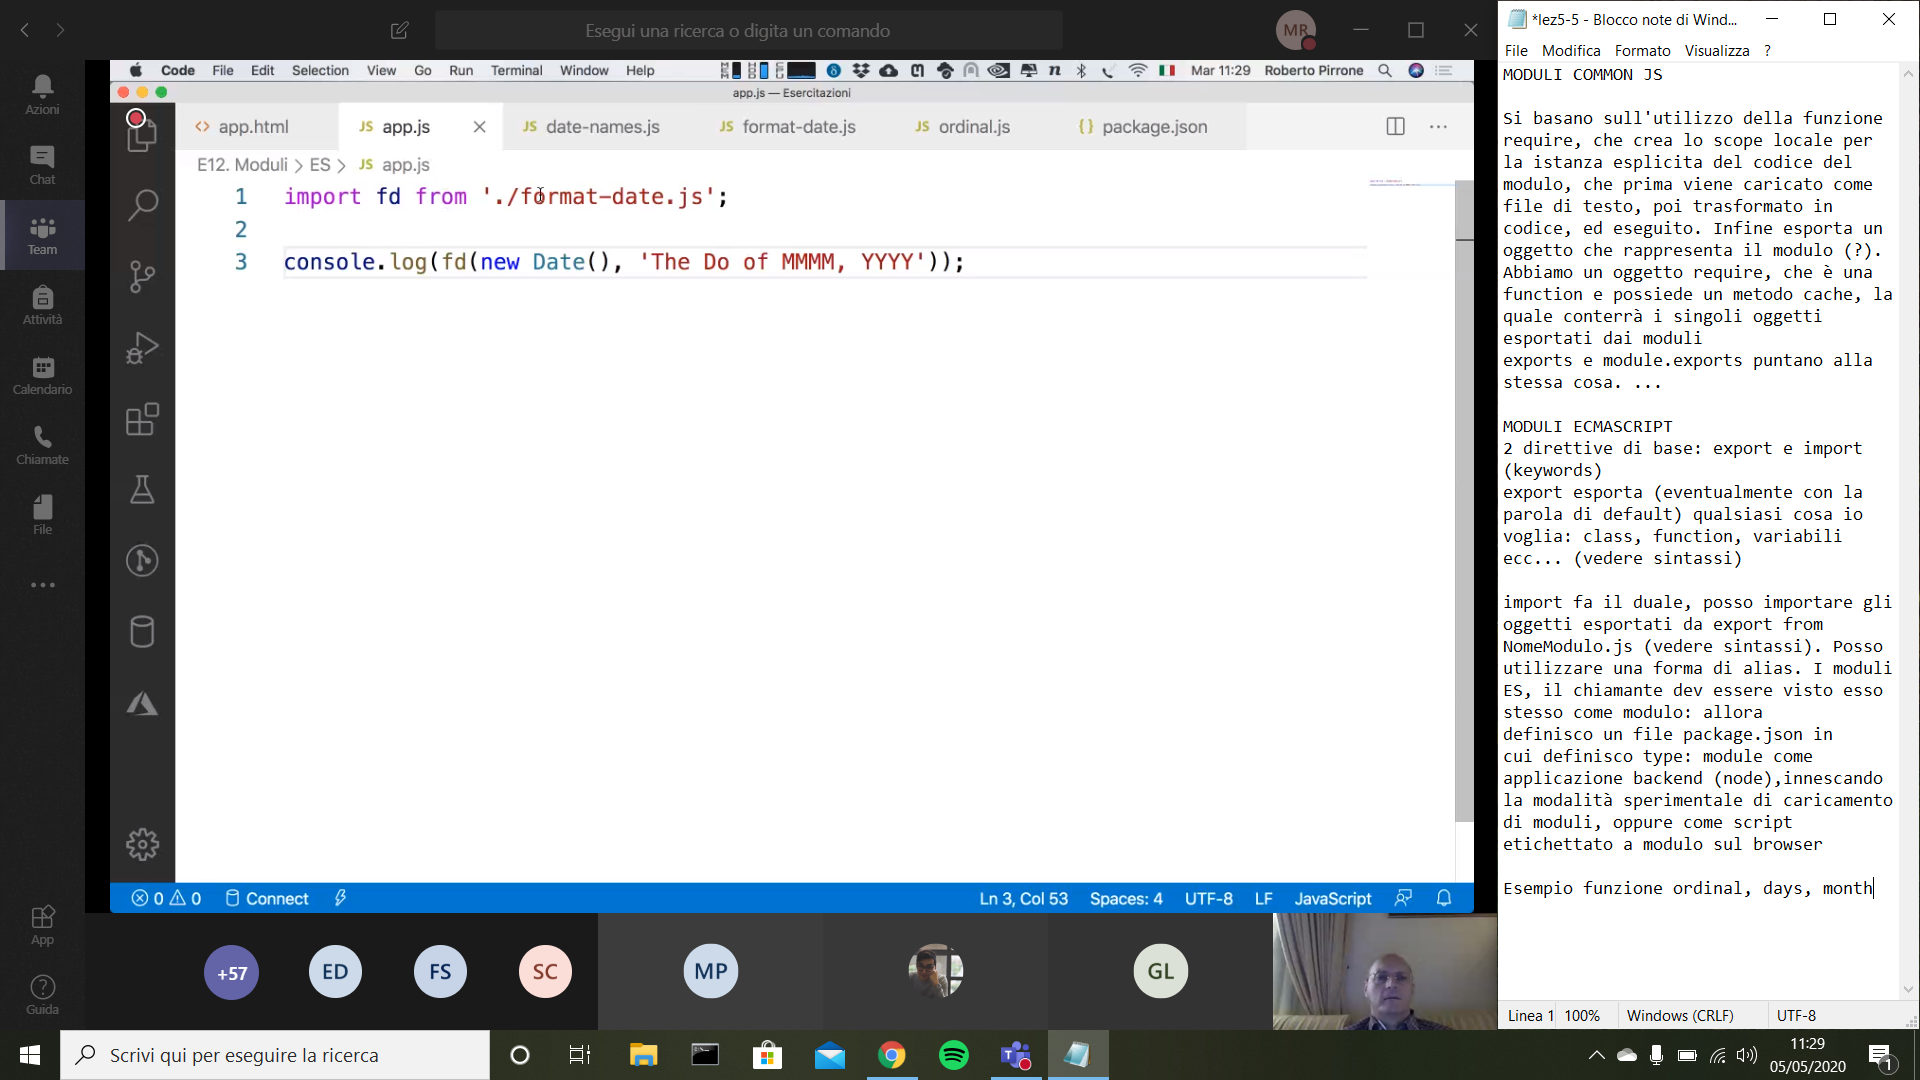 Esegui una ricerca o digita un comando
MR
Azioni
Chat
Team
Attività
Calendario
Chiamate
File
App
Guida
Code File Edit Selection View Go Run Terminal Window Help
Mar 11:29 Roberto Pirrone
app.js — Esercitazioni
<> app.html
JS app.js
JS date-names.js
JS format-date.js
JS ordinal.js
{} package.json
E12. Moduli > ES > JS app.js
1 import fd from './format-date.js';
2
3 console.log(fd(new Date(), 'The Do of MMMM, YYYY'));
0 0 Connect
Ln 3, Col 53 Spaces: 4 UTF-8 LF JavaScript
+57
ED
FS
SC
MP
GL
*lez5-5 - Blocco note di Wind...
File Modifica Formato Visualizza ?
MODULI COMMON JS
Si basano sull'utilizzo della funzione
require, che crea lo scope locale per
la istanza esplicita del codice del
modulo, che prima viene caricato come
file di testo, poi trasformato in
codice, ed eseguito. Infine esporta un
oggetto che rappresenta il modulo (?).
Abbiamo un oggetto require, che è una
function e possiede un metodo cache, la
quale conterrà i singoli oggetti
esportati dai moduli
exports e module.exports puntano alla
stessa cosa. ...
MODULI ECMASCRIPT
2 direttive di base: export e import
(keywords)
export esporta (eventualmente con la
parola di default) qualsiasi cosa io
voglia: class, function, variabili
ecc... (vedere sintassi)
import fa il duale, posso importare gli
oggetti esportati da export from
NomeModulo.js (vedere sintassi). Posso
utilizzare una forma di alias. I moduli
ES, il chiamante dev essere visto esso
stesso come modulo: allora
definisco un file package.json in
cui definisco type: module come
applicazione backend (node),innescando
la modalità sperimentale di caricamento
di moduli, oppure come script
etichettato a modulo sul browser
Esempio funzione ordinal, days, month
Linea 1 100% Windows (CRLF) UTF-8
Scrivi qui per eseguire la ricerca
11:29
05/05/2020
1